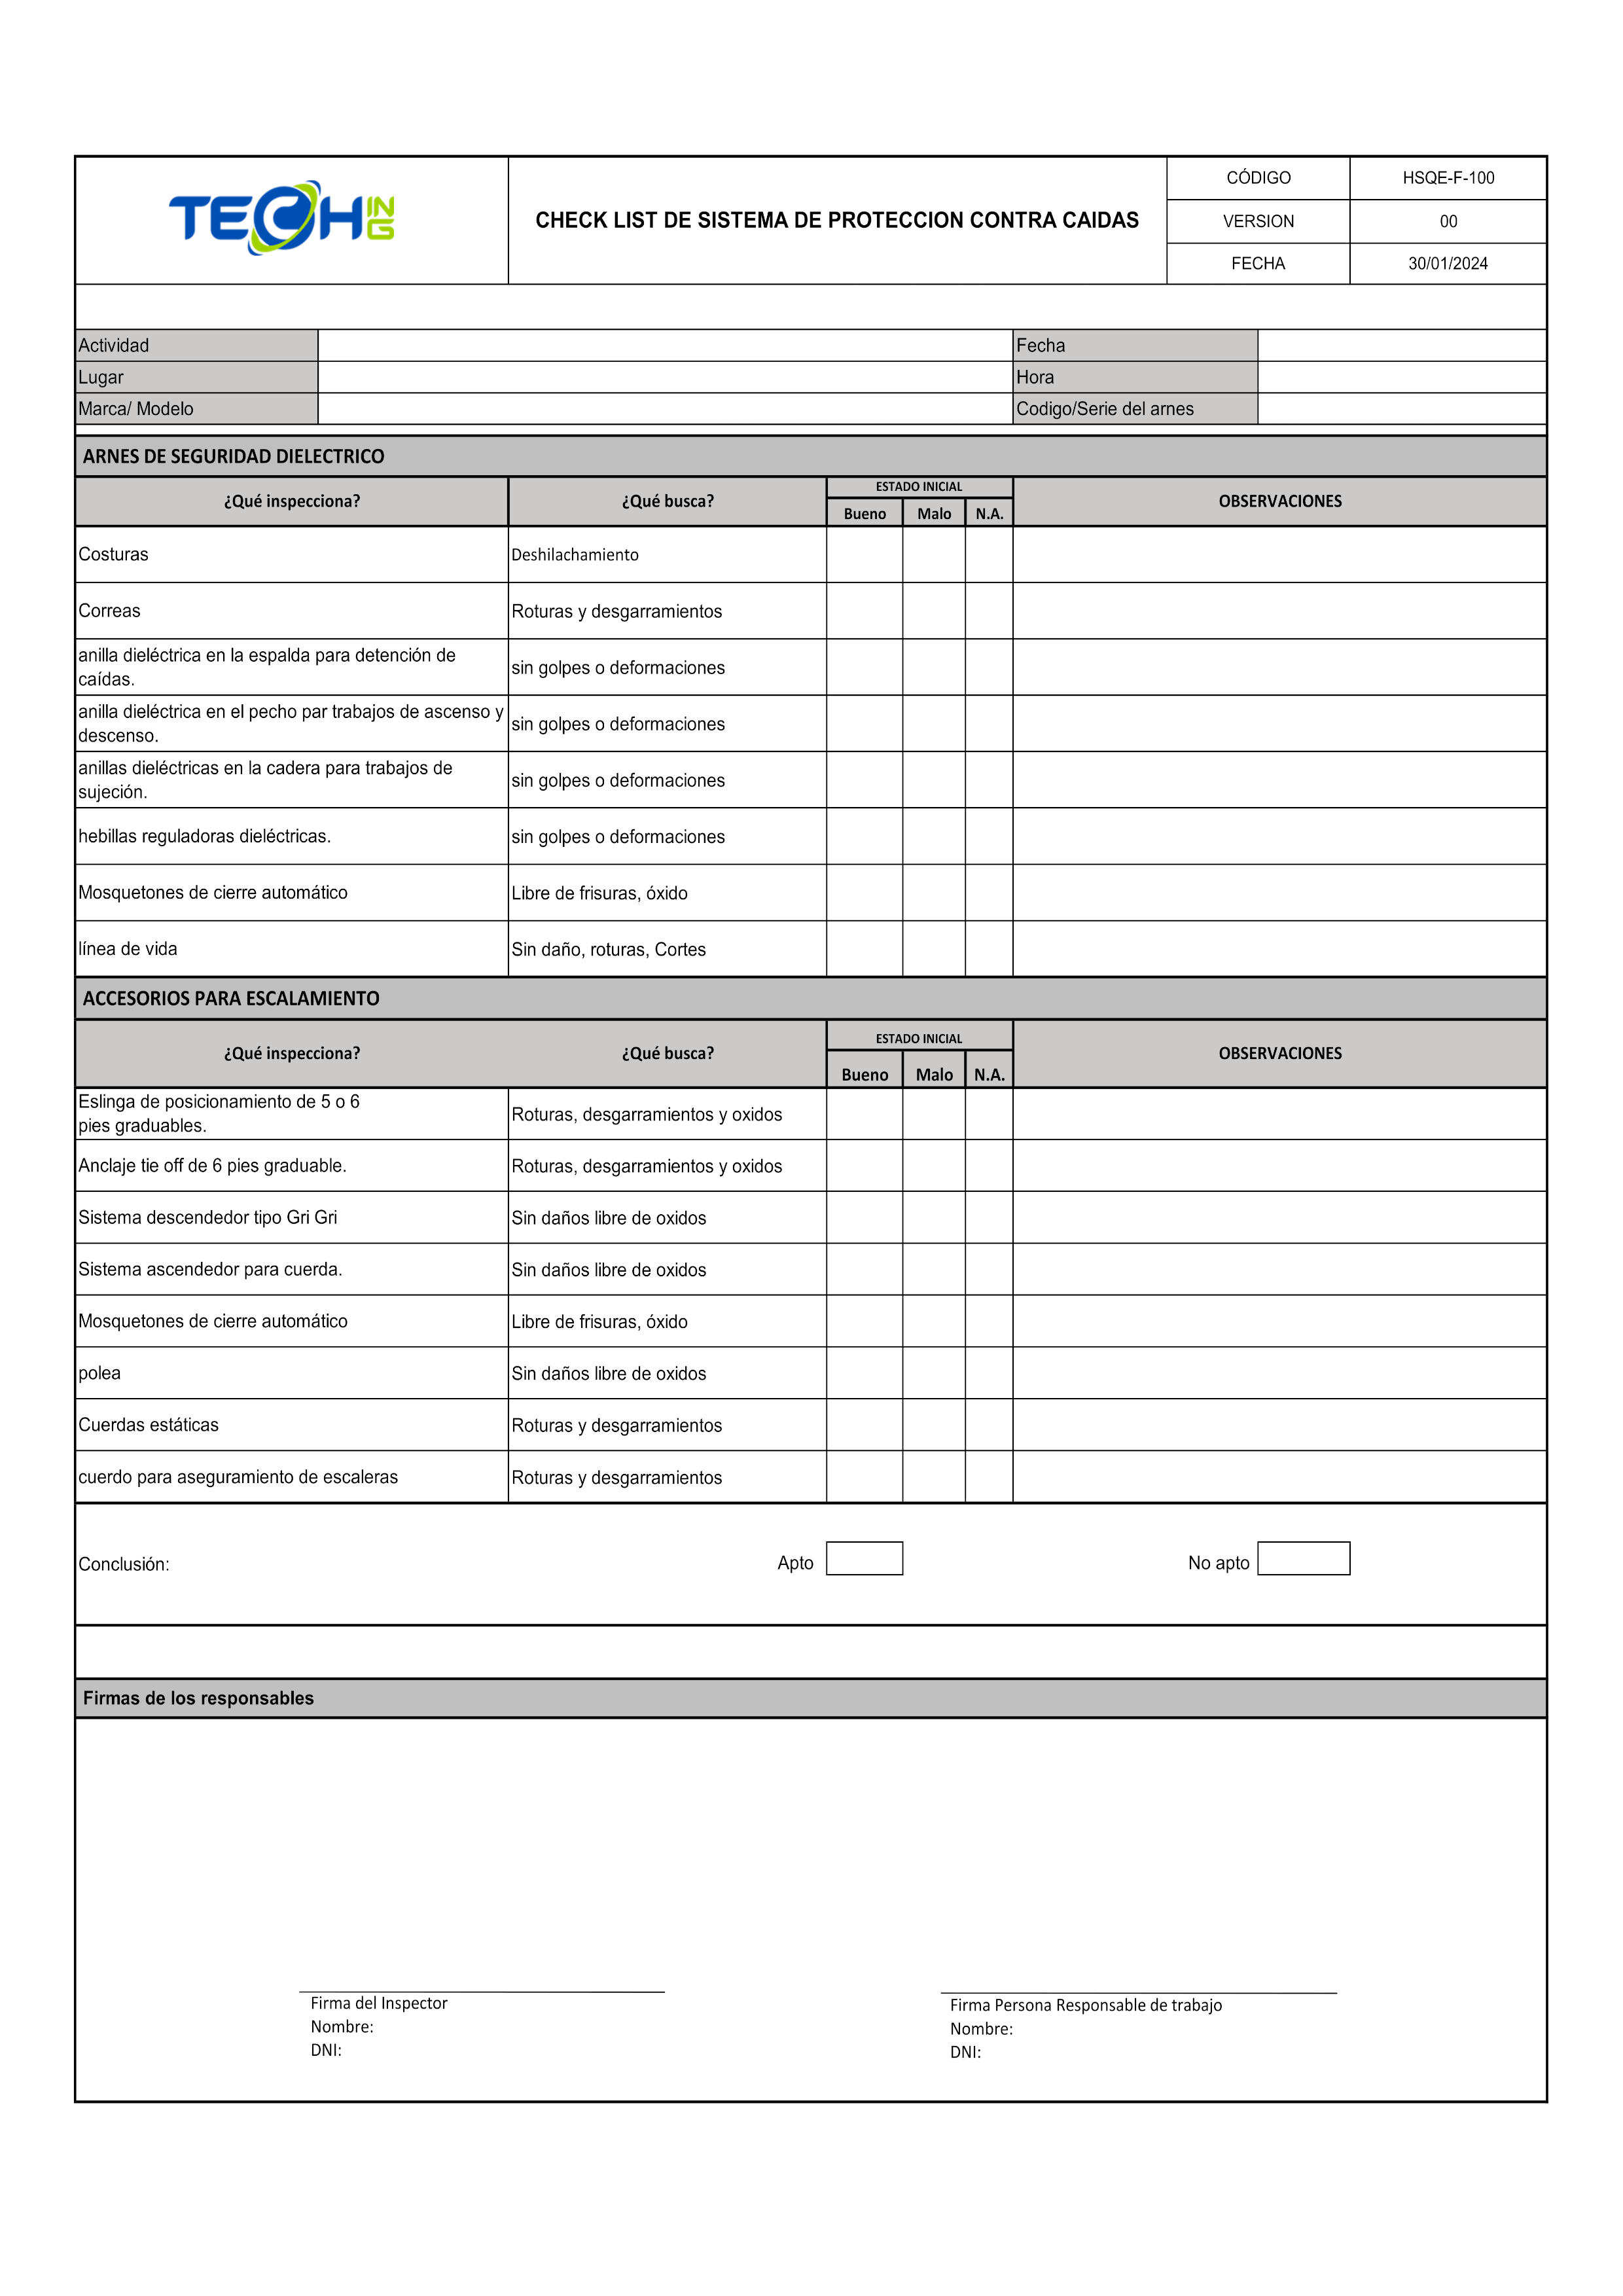 TECH ING
CHECK LIST DE SISTEMA DE PROTECCION CONTRA CAIDAS
CÓDIGO HSQE-F-100
VERSION 00
FECHA 30/01/2024
Actividad Fecha
Lugar Hora
Marca/ Modelo Codigo/Serie del arnes
ARNES DE SEGURIDAD DIELECTRICO
¿Qué inspecciona? ¿Qué busca? ESTADO INICIAL OBSERVACIONES
Bueno Malo N.A.
Costuras Deshilachamiento
Correas Roturas y desgarramientos
anilla dieléctrica en la espalda para detención de
caídas. sin golpes o deformaciones
anilla dieléctrica en el pecho par trabajos de ascenso y
descenso. sin golpes o deformaciones
anillas dieléctricas en la cadera para trabajos de
sujeción. sin golpes o deformaciones
hebillas reguladoras dieléctricas. sin golpes o deformaciones
Mosquetones de cierre automático Libre de frisuras, óxido
línea de vida Sin daño, roturas, Cortes
ACCESORIOS PARA ESCALAMIENTO
¿Qué inspecciona? ¿Qué busca? ESTADO INICIAL OBSERVACIONES
Bueno Malo N.A.
Eslinga de posicionamiento de 5 o 6
pies graduables. Roturas, desgarramientos y oxidos
Anclaje tie off de 6 pies graduable. Roturas, desgarramientos y oxidos
Sistema descendedor tipo Gri Gri Sin daños libre de oxidos
Sistema ascendedor para cuerda. Sin daños libre de oxidos
Mosquetones de cierre automático Libre de frisuras, óxido
polea Sin daños libre de oxidos
Cuerdas estáticas Roturas y desgarramientos
cuerdo para aseguramiento de escaleras Roturas y desgarramientos
Conclusión: Apto No apto
Firmas de los responsables
Firma del Inspector
Nombre:
DNI:
Firma Persona Responsable de trabajo
Nombre:
DNI: